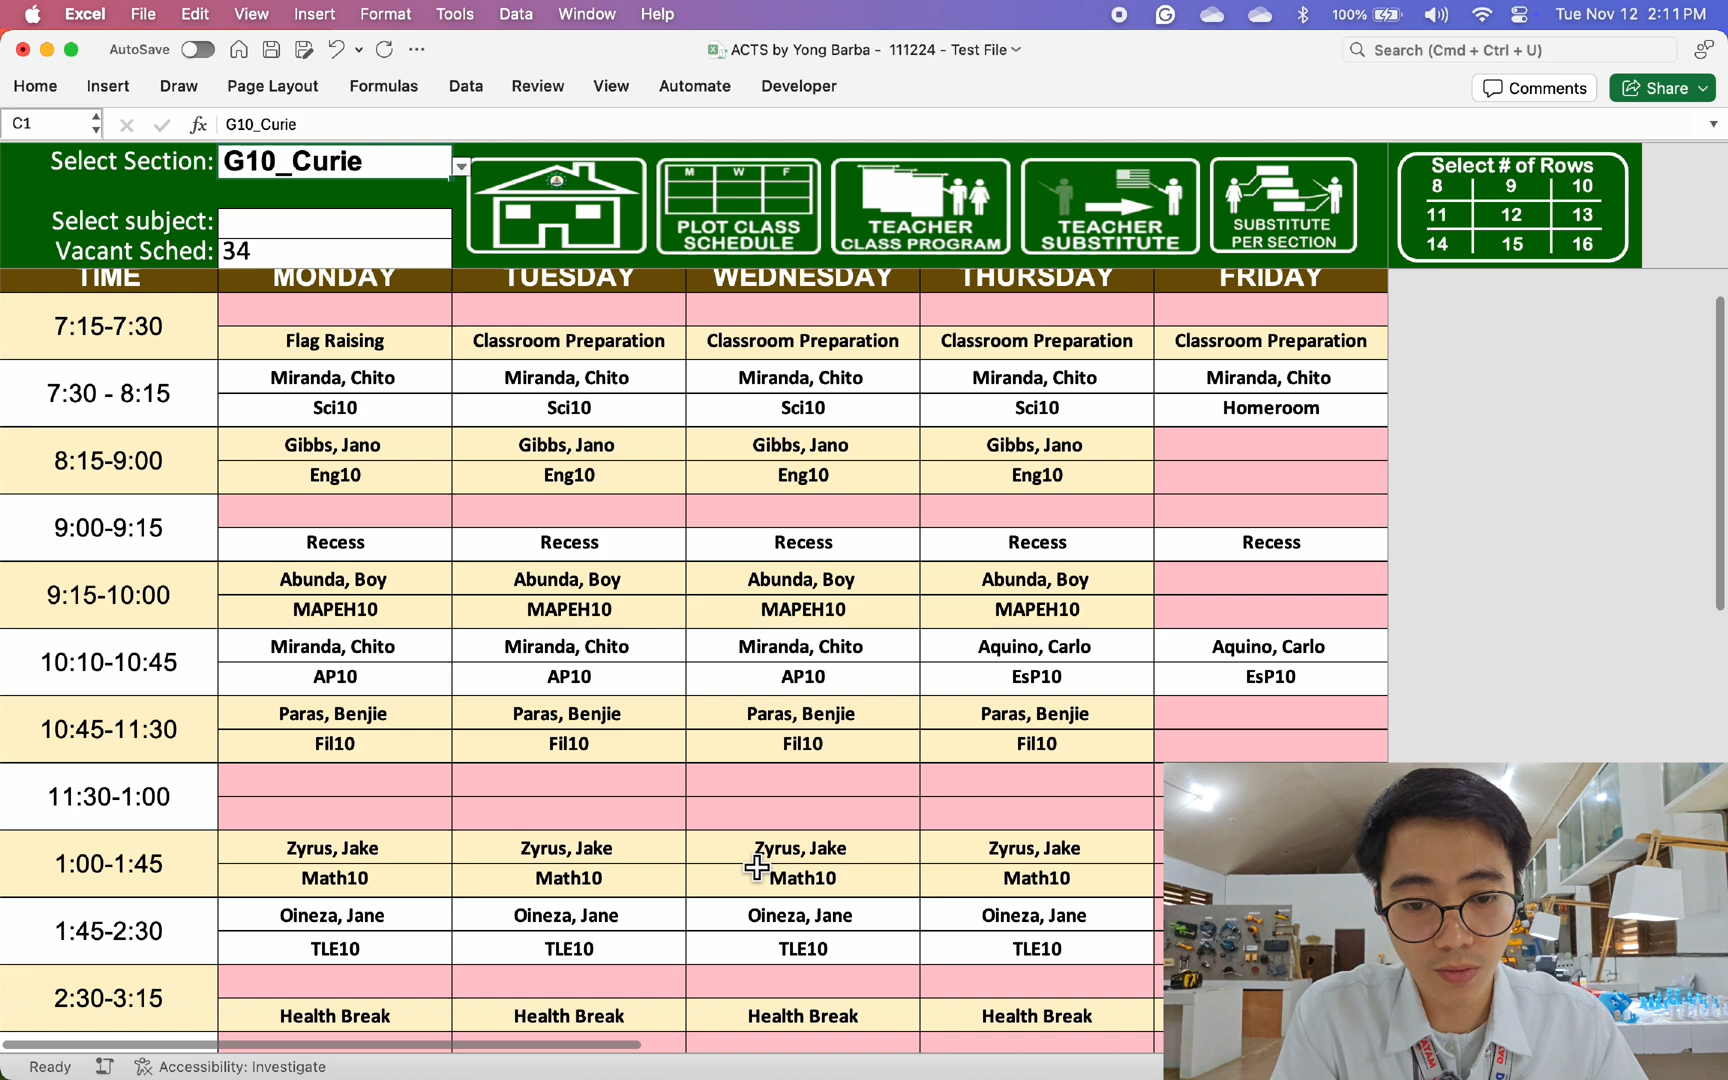 Excel File Edit View Insert Format Tools Data Window Help 100% Tue Nov 12 2:11 PM
AutoSave ACTS by Yong Barba - 111224 - Test File Search (Cmd + Ctrl + U)
Home Insert Draw Page Layout Formulas Data Review View Automate Developer Comments Share
C1 fx G10_Curie
Select Section: G10_Curie
Select subject:
Vacant Sched: 34
M W F
PLOT CLASS
SCHEDULE
TEACHER
CLASS PROGRAM
TEACHER
SUBSTITUTE
SUBSTITUTE
PER SECTION
Select # of Rows
8 9 10
11 12 13
14 15 16
TIME MONDAY TUESDAY WEDNESDAY THURSDAY FRIDAY
7:15-7:30
Flag Raising Classroom Preparation Classroom Preparation Classroom Preparation Classroom Preparation
7:30 - 8:15
Miranda, Chito Miranda, Chito Miranda, Chito Miranda, Chito Miranda, Chito
Sci10 Sci10 Sci10 Sci10 Homeroom
8:15-9:00
Gibbs, Jano Gibbs, Jano Gibbs, Jano Gibbs, Jano
Eng10 Eng10 Eng10 Eng10
9:00-9:15
Recess Recess Recess Recess Recess
9:15-10:00
Abunda, Boy Abunda, Boy Abunda, Boy Abunda, Boy
MAPEH10 MAPEH10 MAPEH10 MAPEH10
10:10-10:45
Miranda, Chito Miranda, Chito Miranda, Chito Aquino, Carlo Aquino, Carlo
AP10 AP10 AP10 EsP10 EsP10
10:45-11:30
Paras, Benjie Paras, Benjie Paras, Benjie Paras, Benjie
Fil10 Fil10 Fil10 Fil10
11:30-1:00
1:00-1:45
Zyrus, Jake Zyrus, Jake Zyrus, Jake Zyrus, Jake
Math10 Math10 Math10 Math10
1:45-2:30
Oineza, Jane Oineza, Jane Oineza, Jane Oineza, Jane
TLE10 TLE10 TLE10 TLE10
2:30-3:15
Health Break Health Break Health Break Health Break
Ready Accessibility: Investigate